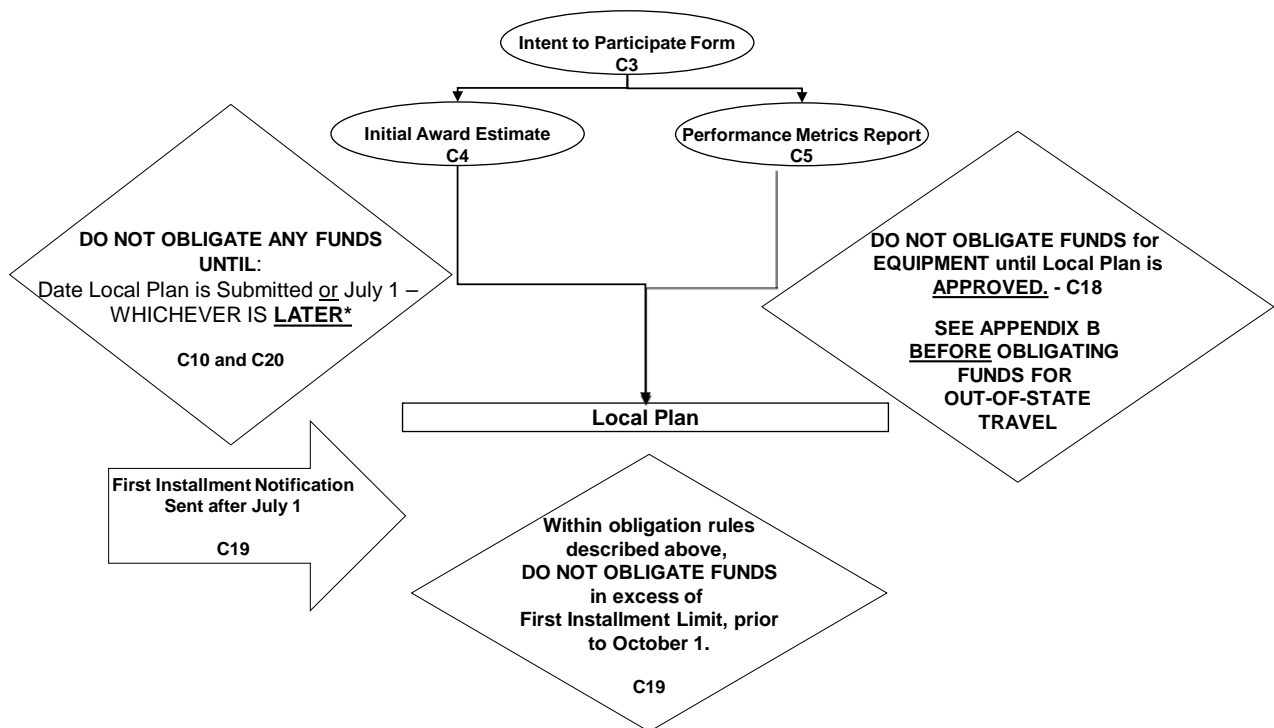 Intent to Participate Form
C3
Initial Award Estimate
C4
Performance Metrics Report
C5
DO NOT OBLIGATE ANY FUNDS
UNTIL:
Date Local Plan is Submitted or July 1 –
WHICHEVER IS LATER*
C10 and C20
DO NOT OBLIGATE FUNDS for
EQUIPMENT until Local Plan is
APPROVED. - C18
SEE APPENDIX B
BEFORE OBLIGATING
FUNDS FOR
OUT-OF-STATE
TRAVEL
Local Plan
First Installment Notification
Sent after July 1
C19
Within obligation rules
described above,
DO NOT OBLIGATE FUNDS
in excess of
First Installment Limit, prior
to October 1.
C19